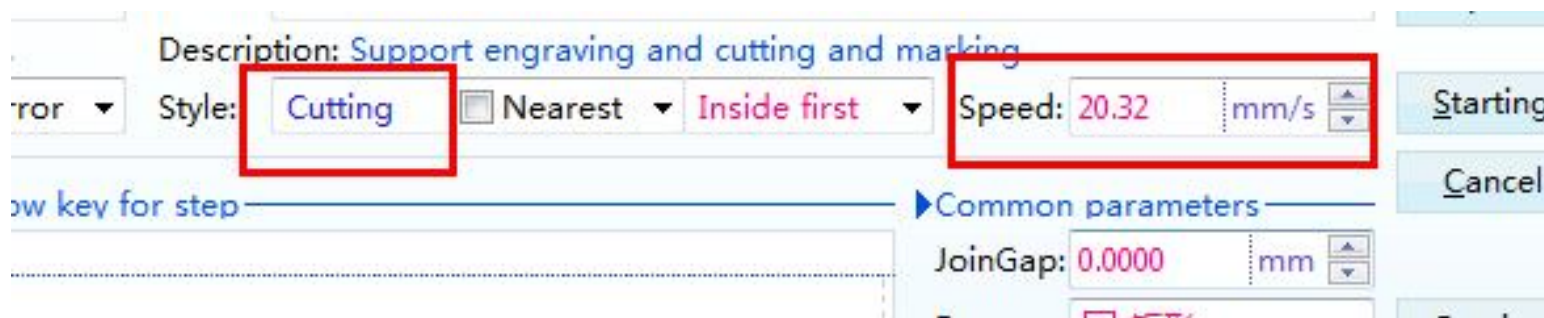 Description: Support engraving and cutting and marking
rror Style: Cutting Nearest Inside first Speed: 20.32 mm/s Starting
Cancel
ow key for step Common parameters
JoinGap: 0.0000 mm